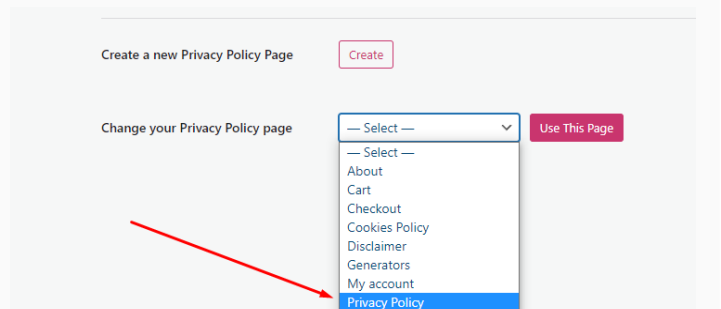 Create a new Privacy Policy Page Create
Change your Privacy Policy page — Select — Use This Page
— Select —
About
Cart
Checkout
Cookies Policy
Disclaimer
Generators
My account
Privacy Policy